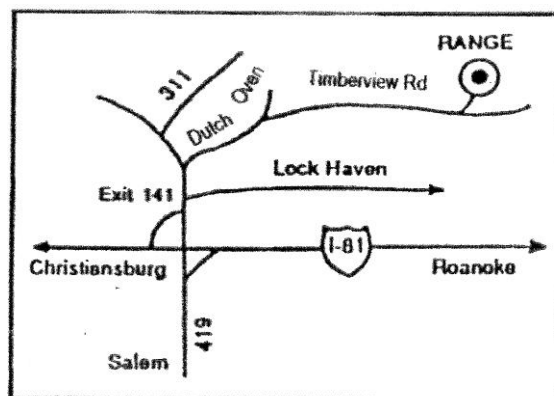 RANGE
311
Timberview Rd
Dutch Oven
Lock Haven
Exit 141
I-81
Christiansburg
Roanoke
419
Salem